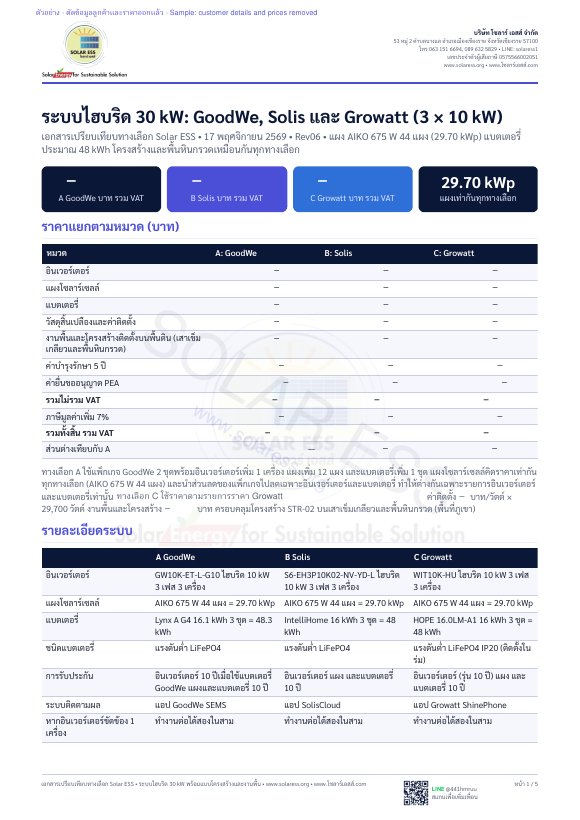 ตัวอย่าง · ตัดข้อมูลลูกค้าและราคาออกแล้ว · Sample: customer details and prices removed
SOLAR ESS
SolarEnergy for Sustainable Solution
บริษัท โซลาร์ เอสส์ จำกัด
โทร 063 151 6694, 089 632 5829 • LINE: solaress1
เลขประจำตัวผู้เสียภาษี 0575566002051
www.solaress.org • www.โซลาร์เอสส์.com
ระบบไฮบริด 30 kW: GoodWe, Solis และ Growatt (3 × 10 kW)
เอกสารเปรียบเทียบทางเลือก Solar ESS • 17 พฤศจิกายน 2569 • Rev06 • แผง AIKO 675 W 44 แผง (29.70 kWp) แบตเตอรี่
ประมาณ 48 kWh โครงสร้างและพื้นหินกรวดเหมือนกันทุกทางเลือก
— — — 29.70 kWp
A GoodWe บาท รวม VAT B Solis บาท รวม VAT C Growatt บาท รวม VAT แผงเท่ากันทุกทางเลือก
ราคาแยกตามหมวด (บาท)
หมวด A: GoodWe B: Solis C: Growatt
อินเวอร์เตอร์ — — —
แผงโซลาร์เซลล์ — — —
แบตเตอรี่ — — —
วัสดุสิ้นเปลืองและค่าติดตั้ง — — —
งานพื้นและโครงสร้างติดตั้งบนพื้นดิน (เสาเข็ม — — —
เกลียวและพื้นหินกรวด)
ค่าบำรุงรักษา 5 ปี — — —
ค่ายื่นขออนุญาต PEA — — —
รวมไม่รวม VAT — — —
ภาษีมูลค่าเพิ่ม 7% — — —
รวมทั้งสิ้น รวม VAT — — —
ส่วนต่างเทียบกับ A — — —
ทางเลือก A ใช้แพ็กเกจ GoodWe 2 ชุดพร้อมอินเวอร์เตอร์เพิ่ม 1 เครื่อง แผงเพิ่ม 12 แผง และแบตเตอรี่เพิ่ม 1 ชุด แผงโซลาร์เซลล์คิดราคาเท่ากัน
ทุกทางเลือก (AIKO 675 W 44 แผง) และนำส่วนลดของแพ็กเกจไปลดเฉพาะอินเวอร์เตอร์และแบตเตอรี่ ทำให้ต่างกันเฉพาะรายการอินเวอร์เตอร์
และแบตเตอรี่เท่านั้น ทางเลือก C ใช้ราคาตามรายการราคา Growatt ค่าติดตั้ง — บาท/วัตต์ ×
29,700 วัตต์ งานพื้นและโครงสร้าง — บาท ครอบคลุมโครงสร้าง STR-02 บนเสาเข็มเกลียวและพื้นหินกรวด (พื้นที่ภูเขา)
รายละเอียดระบบ
A GoodWe B Solis C Growatt
อินเวอร์เตอร์ GW10K-ET-L-G10 ไฮบริด 10 kW S6-EH3P10K02-NV-YD-L ไฮบริด WIT10K-HU ไฮบริด 10 kW 3 เฟส
3 เฟส 3 เครื่อง 10 kW 3 เฟส 3 เครื่อง 3 เครื่อง
แผงโซลาร์เซลล์ AIKO 675 W 44 แผง = 29.70 kWp AIKO 675 W 44 แผง = 29.70 kWp AIKO 675 W 44 แผง = 29.70 kWp
แบตเตอรี่ Lynx A G4 16.1 kWh 3 ชุด = 48.3 IntelliHome 16 kWh 3 ชุด = 48 HOPE 16.0LM-A1 16 kWh 3 ชุด =
kWh kWh 48 kWh
ชนิดแบตเตอรี่ แรงดันต่ำ LiFePO4 แรงดันต่ำ LiFePO4 แรงดันต่ำ LiFePO4 IP20 (ติดตั้งใน
ร่ม)
การรับประกัน อินเวอร์เตอร์ 10 ปีเมื่อใช้แบตเตอรี่ อินเวอร์เตอร์ แผง และแบตเตอรี่ อินเวอร์เตอร์ (รุ่น 10 ปี) แผง และ
GoodWe แผงและแบตเตอรี่ 10 ปี 10 ปี แบตเตอรี่ 10 ปี
ระบบติดตามผล แอป GoodWe SEMS แอป SolisCloud แอป Growatt ShinePhone
หากอินเวอร์เตอร์ขัดข้อง 1 ทำงานต่อได้สองในสาม ทำงานต่อได้สองในสาม ทำงานต่อได้สองในสาม
เครื่อง
เอกสารเปรียบเทียบทางเลือก Solar ESS • ระบบไฮบริด 30 kW พร้อมแบบโครงสร้างและงานพื้น • www.solaress.org • www.โซลาร์เอสส์.com
หน้า 1 / 5